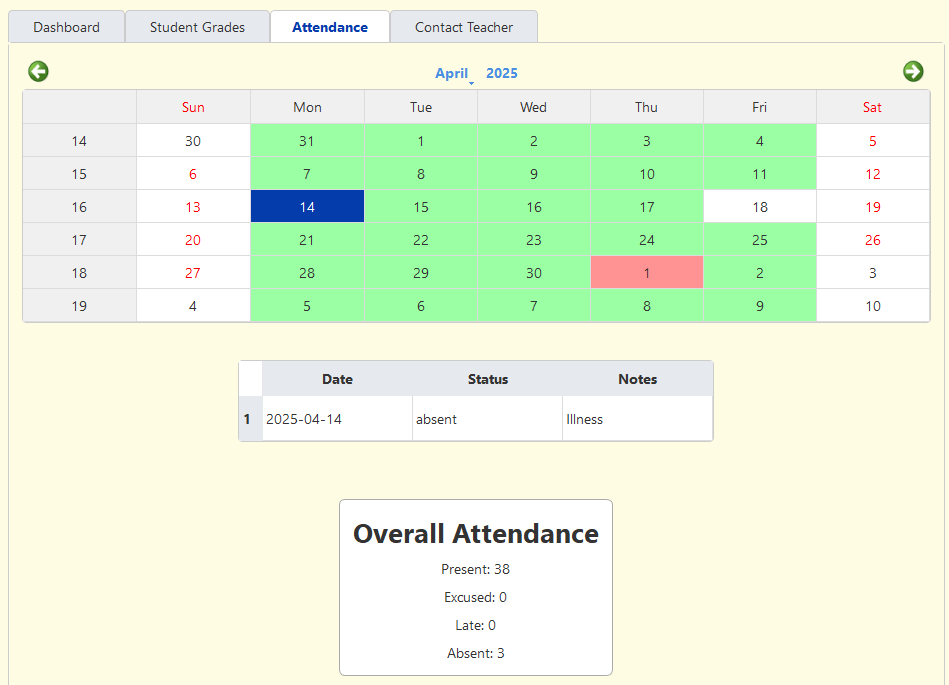 Dashboard Student Grades Attendance Contact Teacher
April 2025
Sun Mon Tue Wed Thu Fri Sat
14 30 31 1 2 3 4 5
15 6 7 8 9 10 11 12
16 13 14 15 16 17 18 19
17 20 21 22 23 24 25 26
18 27 28 29 30 1 2 3
19 4 5 6 7 8 9 10
Date Status Notes
1 2025-04-14 absent Illness
Overall Attendance
Present: 38
Excused: 0
Late: 0
Absent: 3